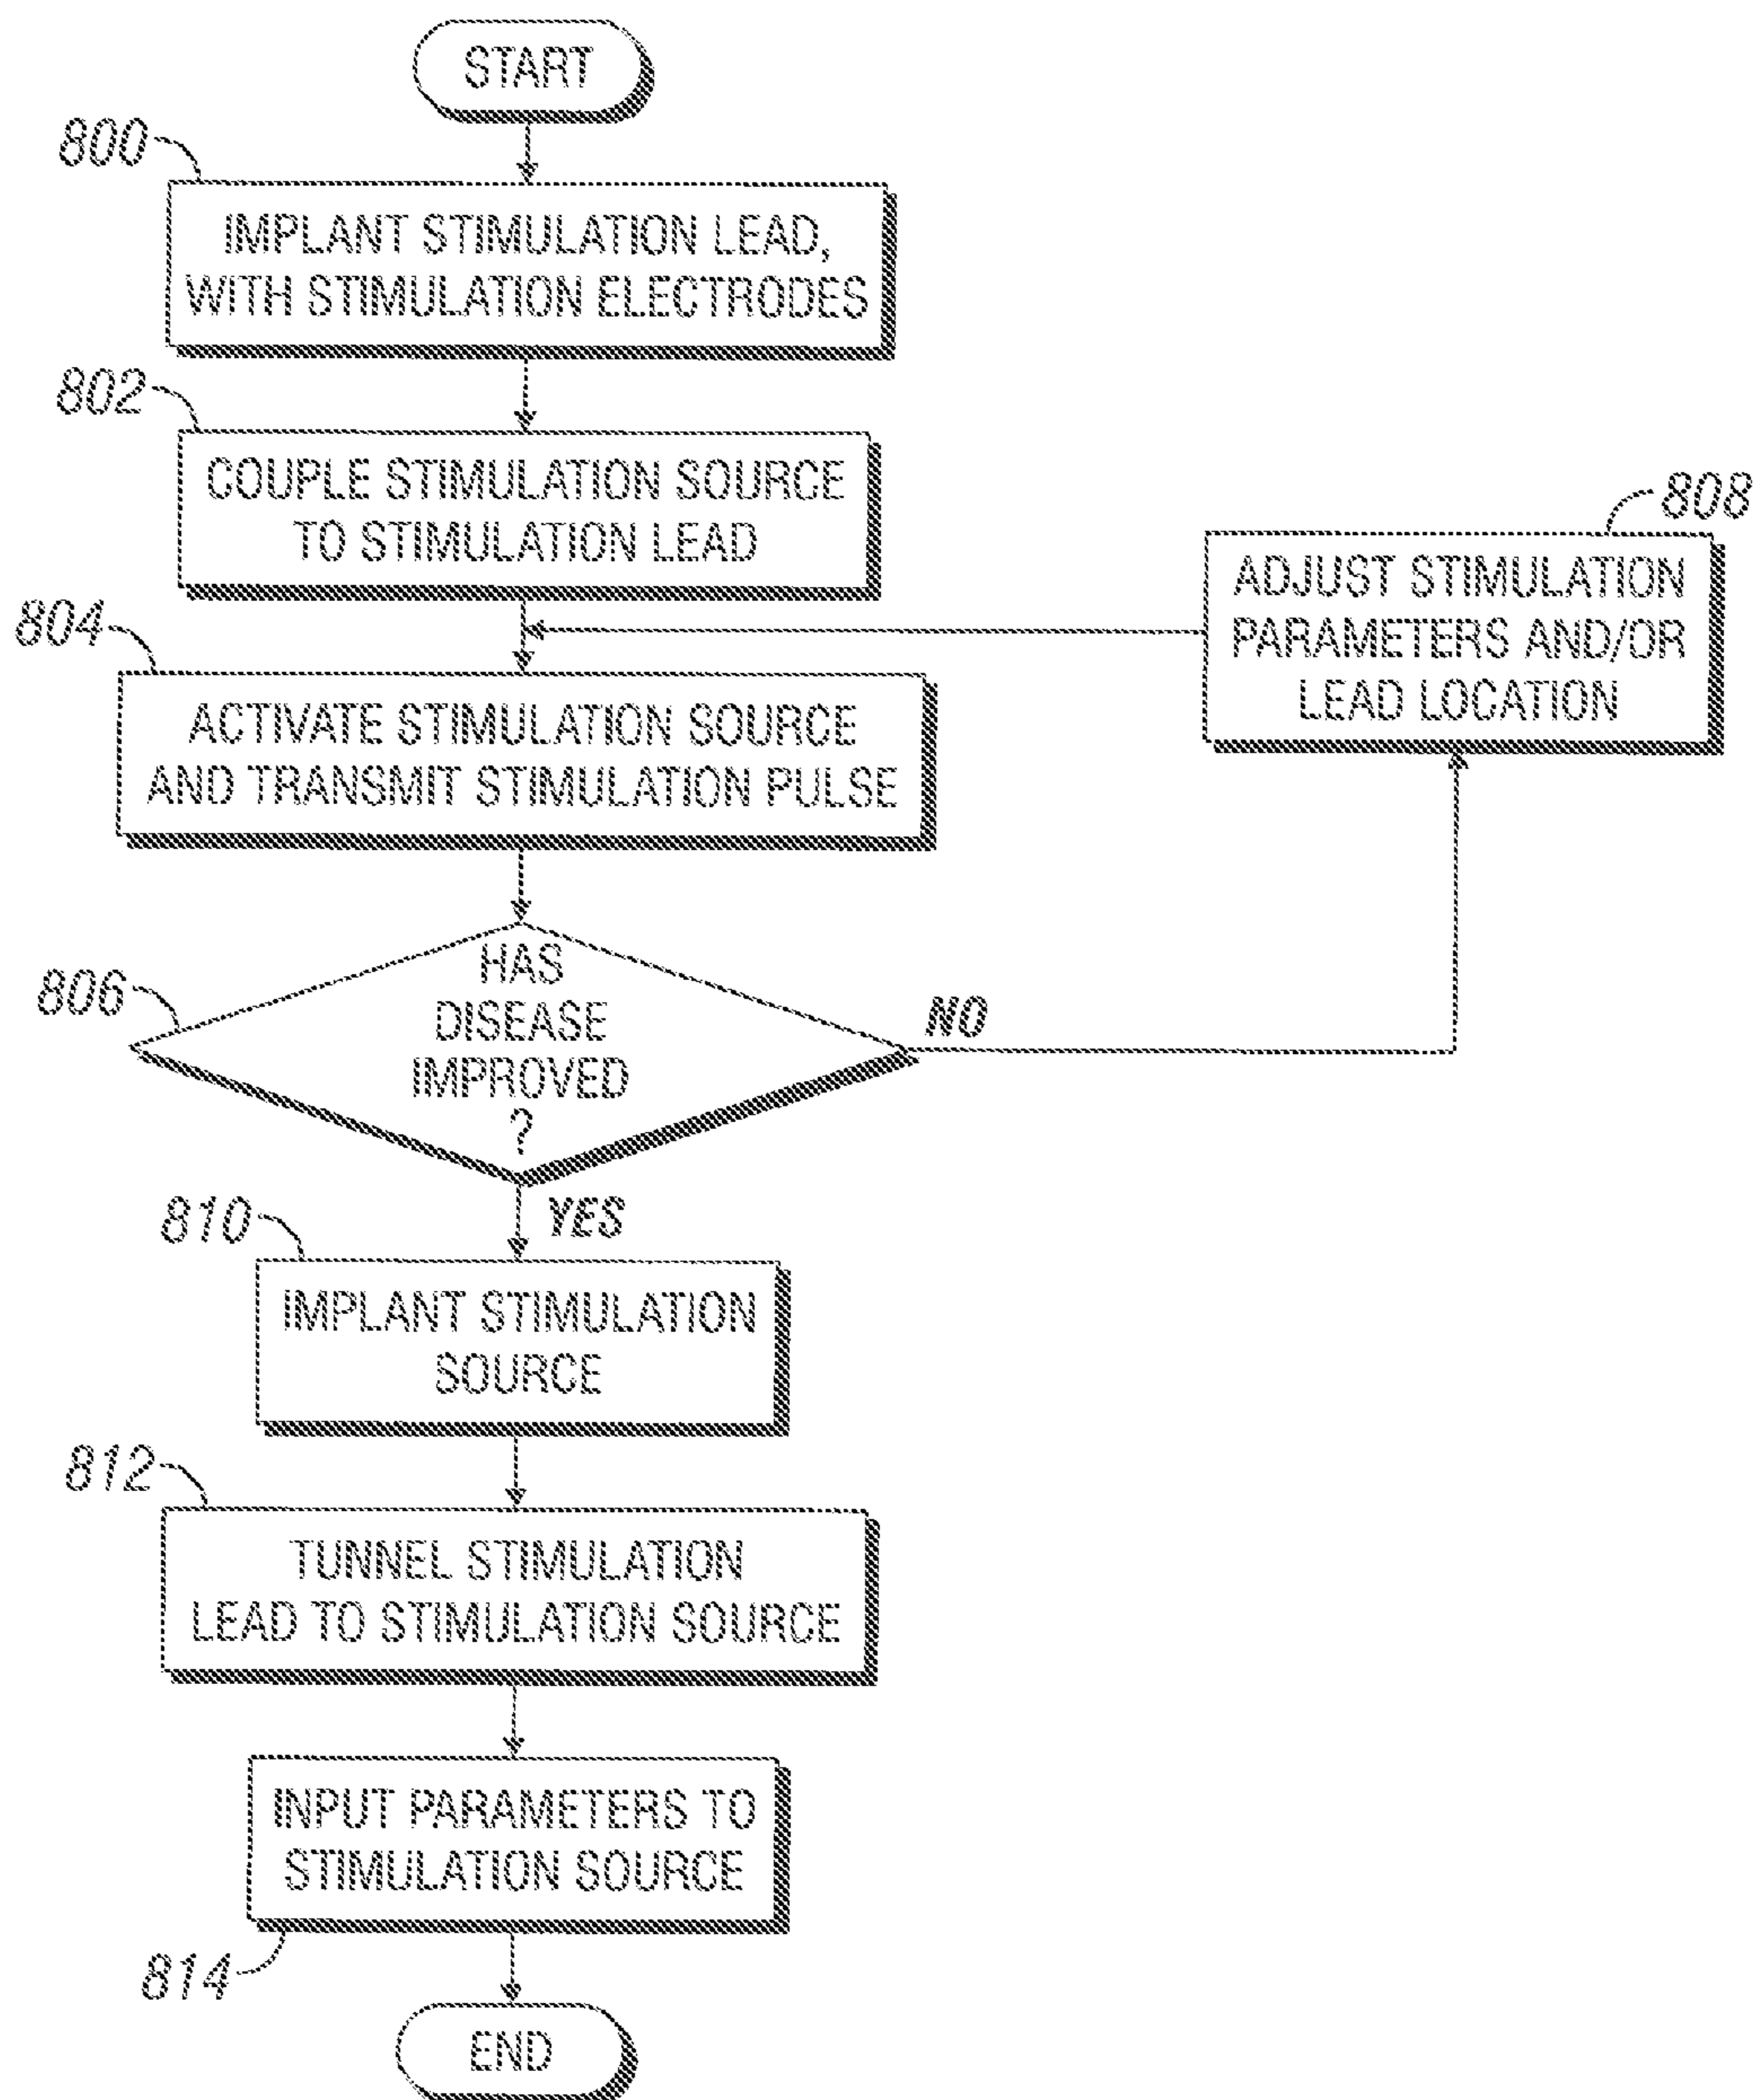 START
800
IMPLANT STIMULATION LEAD,
WITH STIMULATION ELECTRODES
802
COUPLE STIMULATION SOURCE
TO STIMULATION LEAD
808
ADJUST STIMULATION
PARAMETERS AND/OR
LEAD LOCATION
804
ACTIVATE STIMULATION SOURCE
AND TRANSMIT STIMULATION PULSE
806
HAS
DISEASE
IMPROVED
?
NO
YES
810
IMPLANT STIMULATION
SOURCE
812
TUNNEL STIMULATION
LEAD TO STIMULATION SOURCE
INPUT PARAMETERS TO
STIMULATION SOURCE
814
END